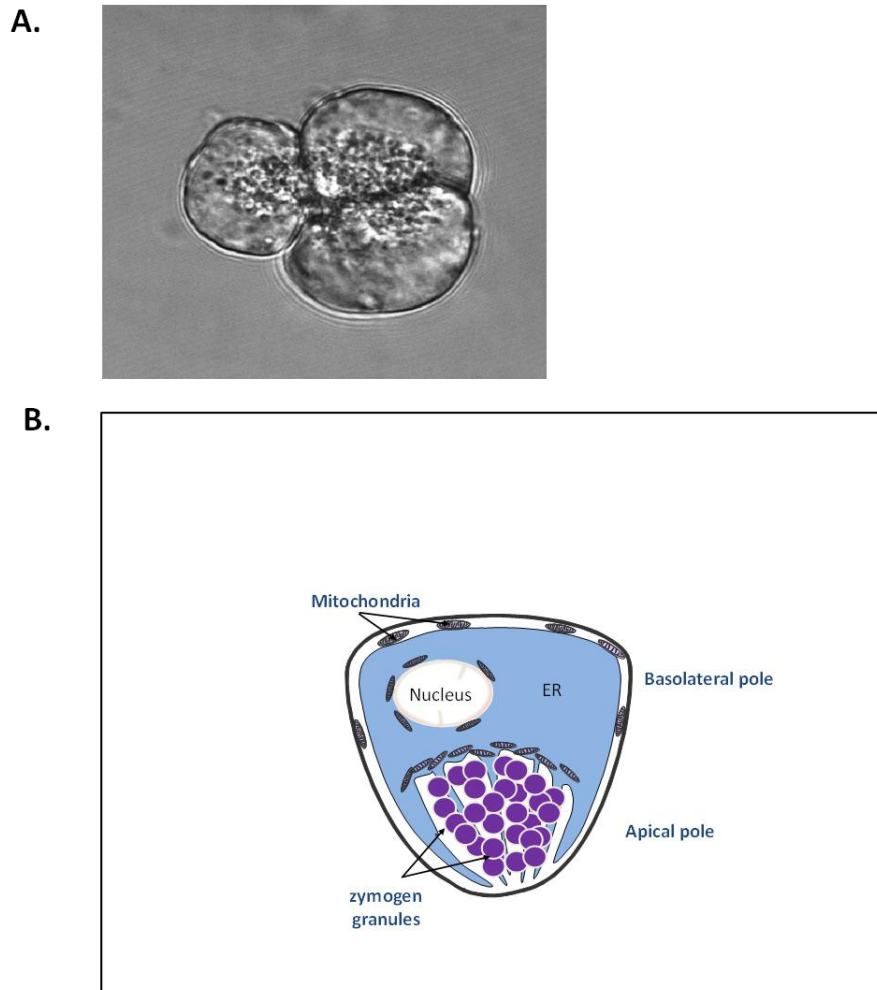 A.
B.
Mitochondria
Nucleus
ER
Basolateral pole
Apical pole
zymogen
granules